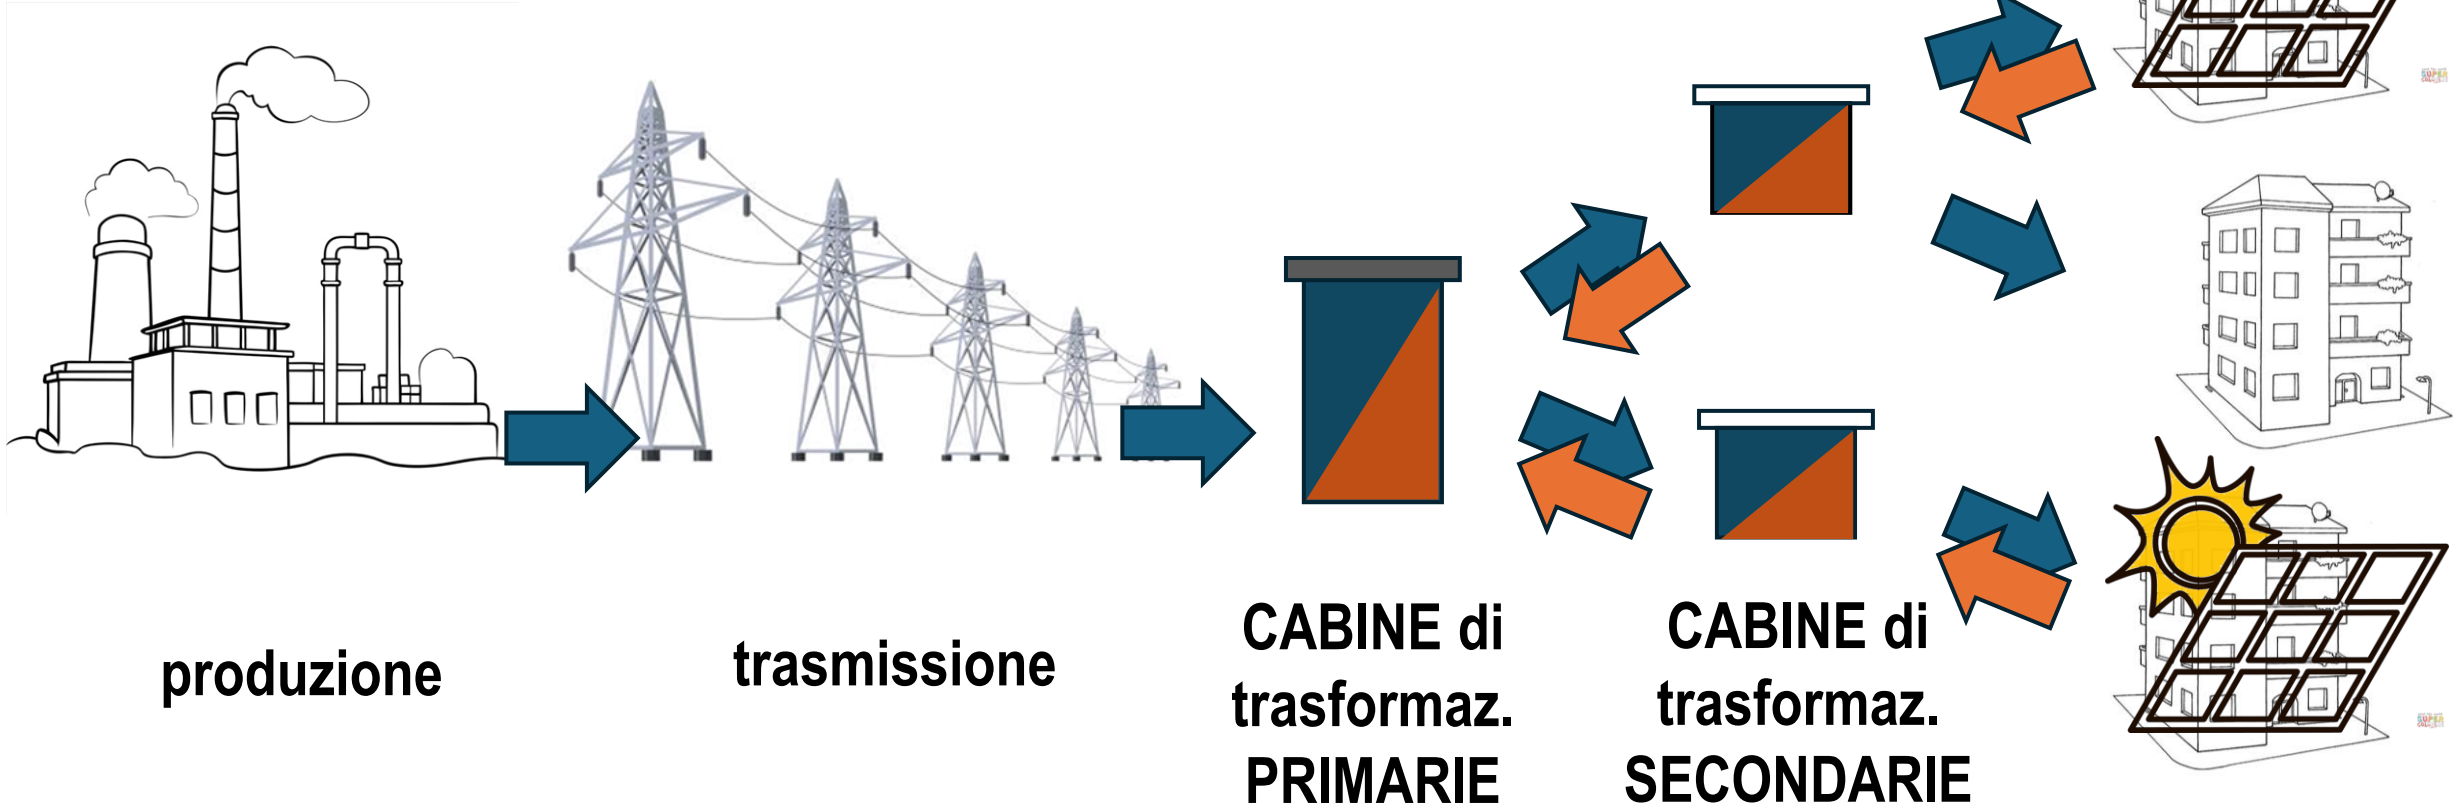 produzione
trasmissione
CABINE di
trasformaz.
PRIMARIE
CABINE di
trasformaz.
SECONDARIE